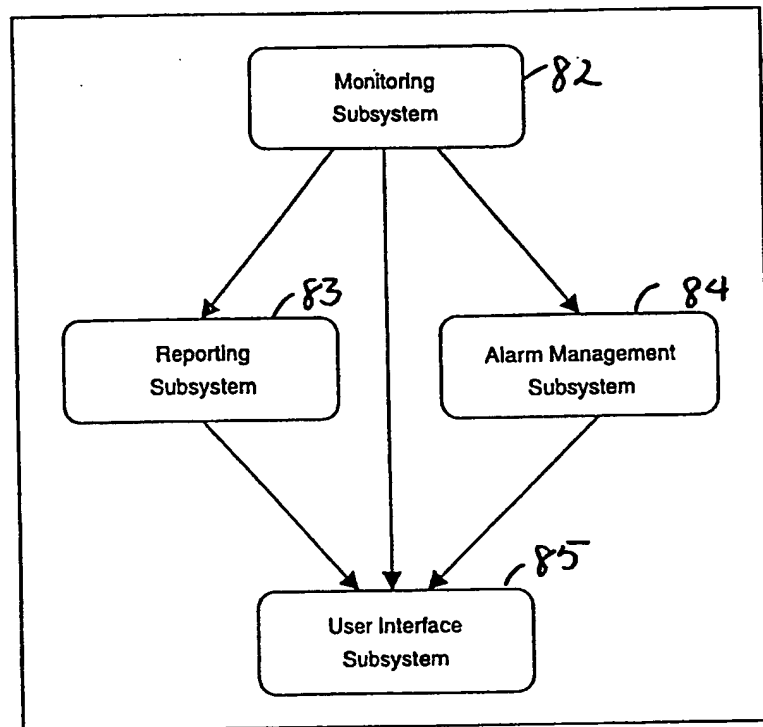 Monitoring
Subsystem
82
83
84
Reporting
Subsystem
Alarm Management
Subsystem
85
User Interface
Subsystem